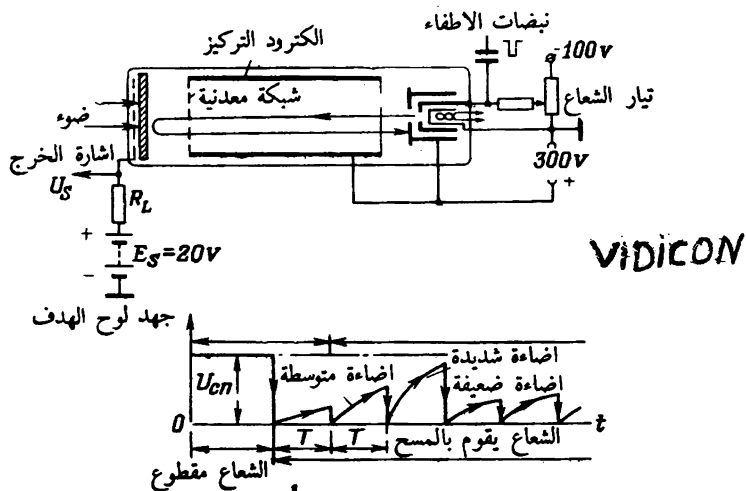 نبضات الاطفاء
الكترود التركيز
-100v
شبكة معدنية
تيار الشعاع
ضوء
300v
+
اشارة الخرج
U_S
R_L
+
E_S=20v
-
VIDICON
جهد لوح الهدف
اضاءة شديدة
اضاءة متوسطة
اضاءة ضعيفة
U_сп
0
t
T T
الشعاع يقوم بالمسح
الشعاع مقطوع